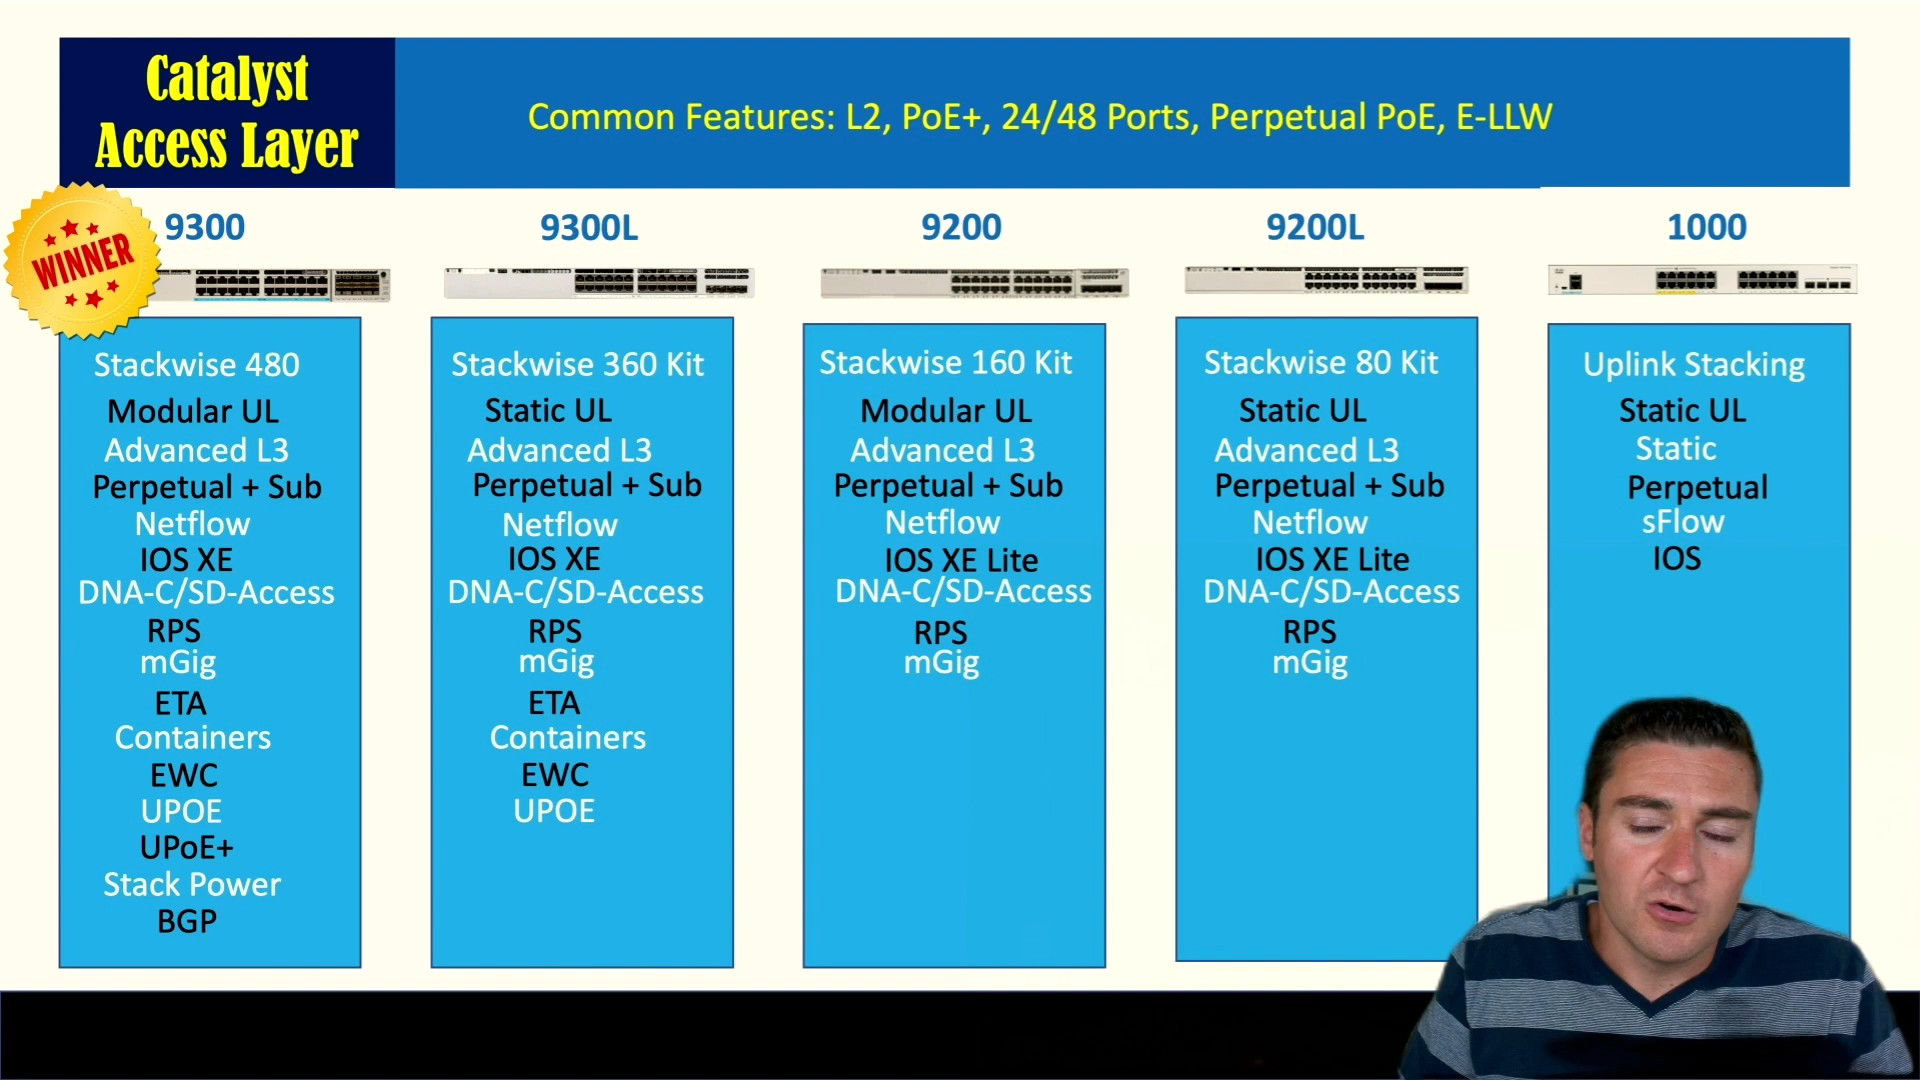 Catalyst
Access Layer
Common Features: L2, PoE+, 24/48 Ports, Perpetual PoE, E-LLW
WINNER
9300
Stackwise 480
Modular UL
Advanced L3
Perpetual + Sub
Netflow
IOS XE
DNA-C/SD-Access
RPS
mGig
ETA
Containers
EWC
UPOE
UPoE+
Stack Power
BGP
9300L
Stackwise 360 Kit
Static UL
Advanced L3
Perpetual + Sub
Netflow
IOS XE
DNA-C/SD-Access
RPS
mGig
ETA
Containers
EWC
UPOE
9200
Stackwise 160 Kit
Modular UL
Advanced L3
Perpetual + Sub
Netflow
IOS XE Lite
DNA-C/SD-Access
RPS
mGig
9200L
Stackwise 80 Kit
Static UL
Advanced L3
Perpetual + Sub
Netflow
IOS XE Lite
DNA-C/SD-Access
RPS
mGig
1000
Uplink Stacking
Static UL
Static
Perpetual
sFlow
IOS